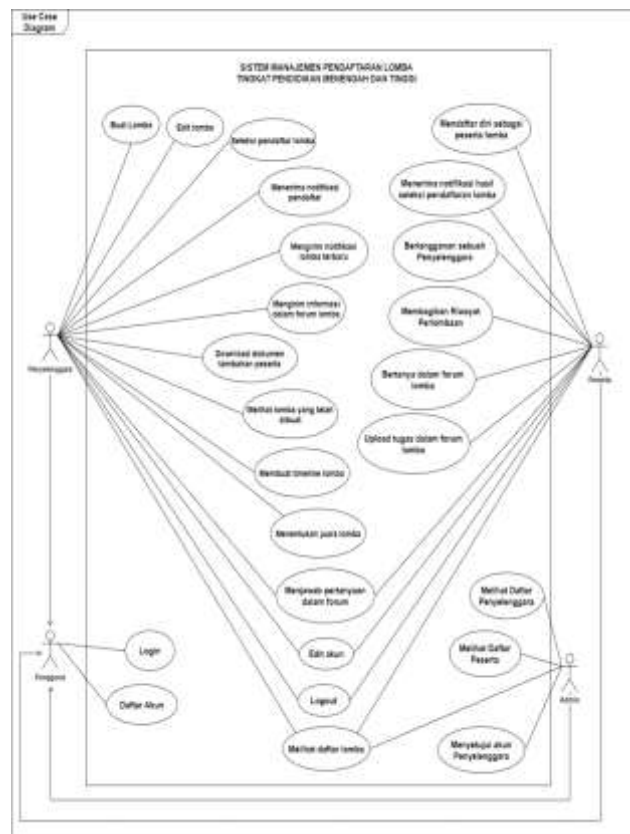 Use Case
Diagram
SISTEM MANAJEMEN PENDAFTARAN LOMBA
TINGKAT PENDIDIKAN MENENGAH DAN TINGGI
Buat Lomba
Edit lomba
Seleksi pendaftar lomba
Mendaftar diri sebagai
peserta lomba
Menerima notifikasi
pendaftar
Menerima notifikasi hasil
seleksi pendaftaran lomba
Mengirim notifikasi
lomba terbaru
Berlangganan sebuah
Penyelenggara
Mengirim informasi
dalam forum lomba
Membagikan Riwayat
Perlombaan
Penyelenggara
Download dokumen
tambahan peserta
Bertanya dalam forum
lomba
Peserta
Melihat lomba yang telah
dibuat
Upload tugas dalam forum
lomba
Membuat timeline lomba
Menentukan juara lomba
Menjawab pertanyaan
dalam forum
Melihat Daftar
Penyelenggara
Login
Edit akun
Melihat Daftar
Peserta
Pengguna
Admin
Daftar Akun
Logout
Melihat daftar lomba
Menyetujui akun
Penyelenggara